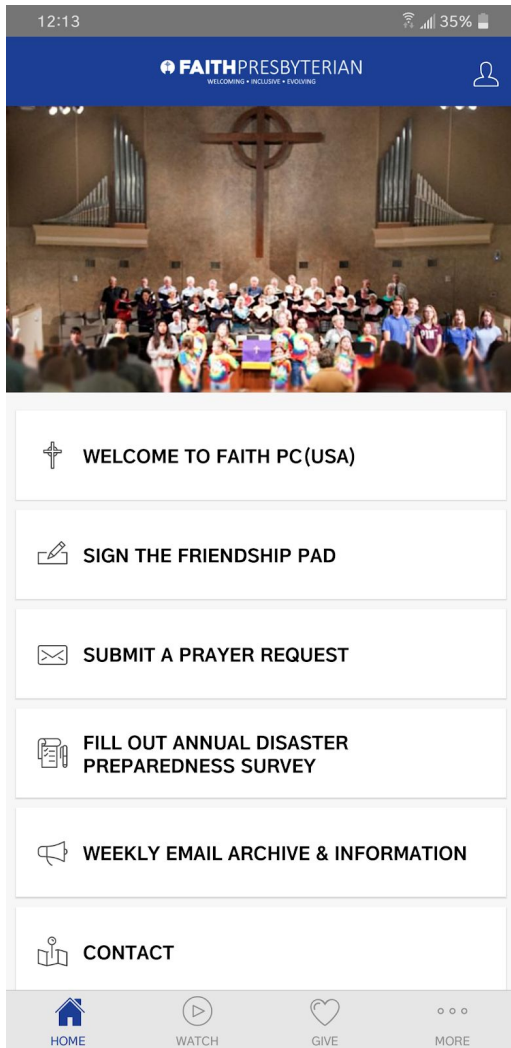 12:13
35%
FAITHPRESBYTERIAN
WELCOMING • INCLUSIVE • EVOLVING
WELCOME TO FAITH PC(USA)
SIGN THE FRIENDSHIP PAD
SUBMIT A PRAYER REQUEST
FILL OUT ANNUAL DISASTER
PREPAREDNESS SURVEY
WEEKLY EMAIL ARCHIVE & INFORMATION
CONTACT
HOME
WATCH
GIVE
MORE